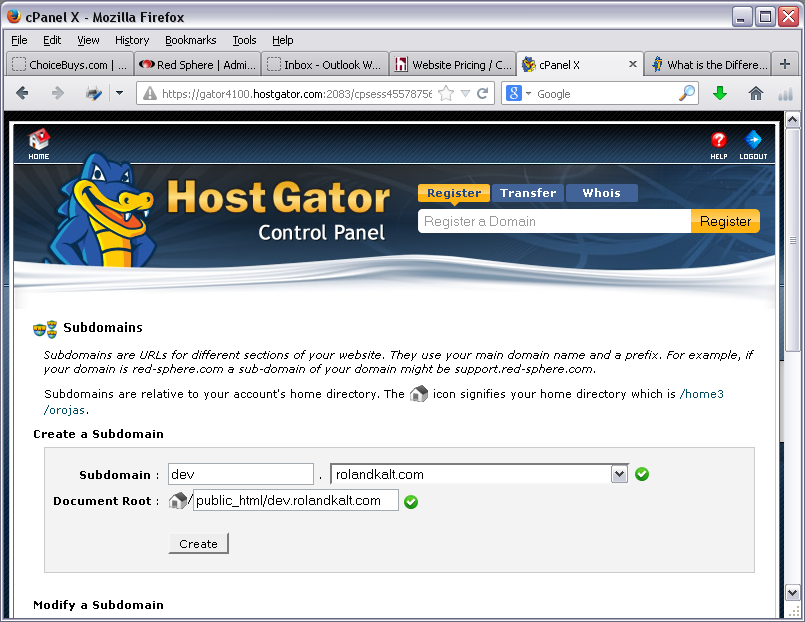 cPanel X - Mozilla Firefox
File Edit View History Bookmarks Tools Help
ChoiceBuys.com | ... Red Sphere | Admi... Inbox - Outlook W... Website Pricing / C... cPanel X What is the Differe...
https://gator4100.hostgator.com:2083/cpsess45578756 Google
HOME HELP LOGOUT
HostGator
Control Panel
Register Transfer Whois
Register a Domain Register
Subdomains
Subdomains are URLs for different sections of your website. They use your main domain name and a prefix. For example, if
your domain is red-sphere.com a sub-domain of your domain might be support.red-sphere.com.
Subdomains are relative to your account's home directory. The icon signifies your home directory which is /home3
/orojas.
Create a Subdomain
Subdomain : dev . rolandkalt.com
Document Root : / public_html/dev.rolandkalt.com
Create
Modify a Subdomain